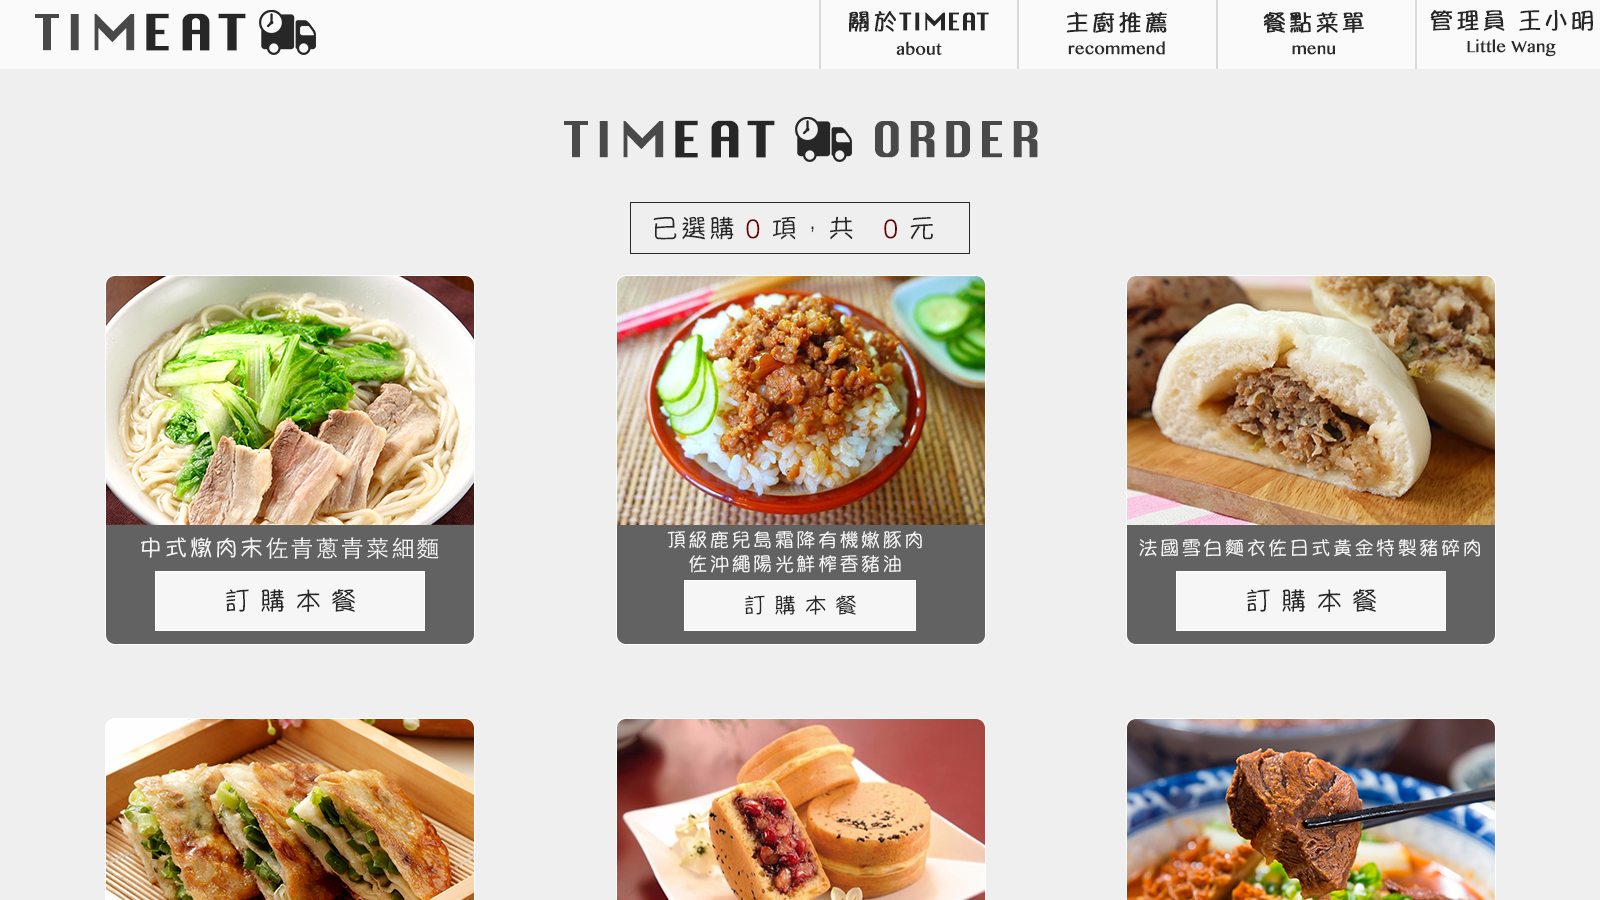 TIMEAT
關於TIMEAT
about
主廚推薦
recommend
餐點菜單
menu
管理員 王小明
Little Wang
TIMEAT ORDER
已選購 0 項，共 0 元
中式燉肉末佐青蔥青菜細麵
訂購本餐
頂級鹿兒島霜降有機嫩豚肉
佐沖繩陽光鮮榨香豬油
訂購本餐
法國雪白麵衣佐日式黃金特製豬碎肉
訂購本餐